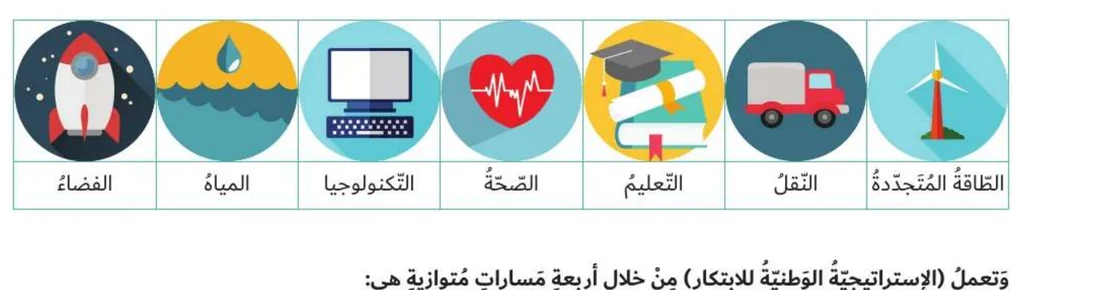 الطّاقةُ المُتَجدّدةُ النّقلُ التّعليمُ الصّحّةُ التّكنولوجيا المياهُ الفضاءُ
وَتعملُ (الإستراتيجيّةُ الوَطنيّةُ للابتكار) مِنْ خلالِ أربعةِ مَساراتٍ مُتوازيةٍ هي: